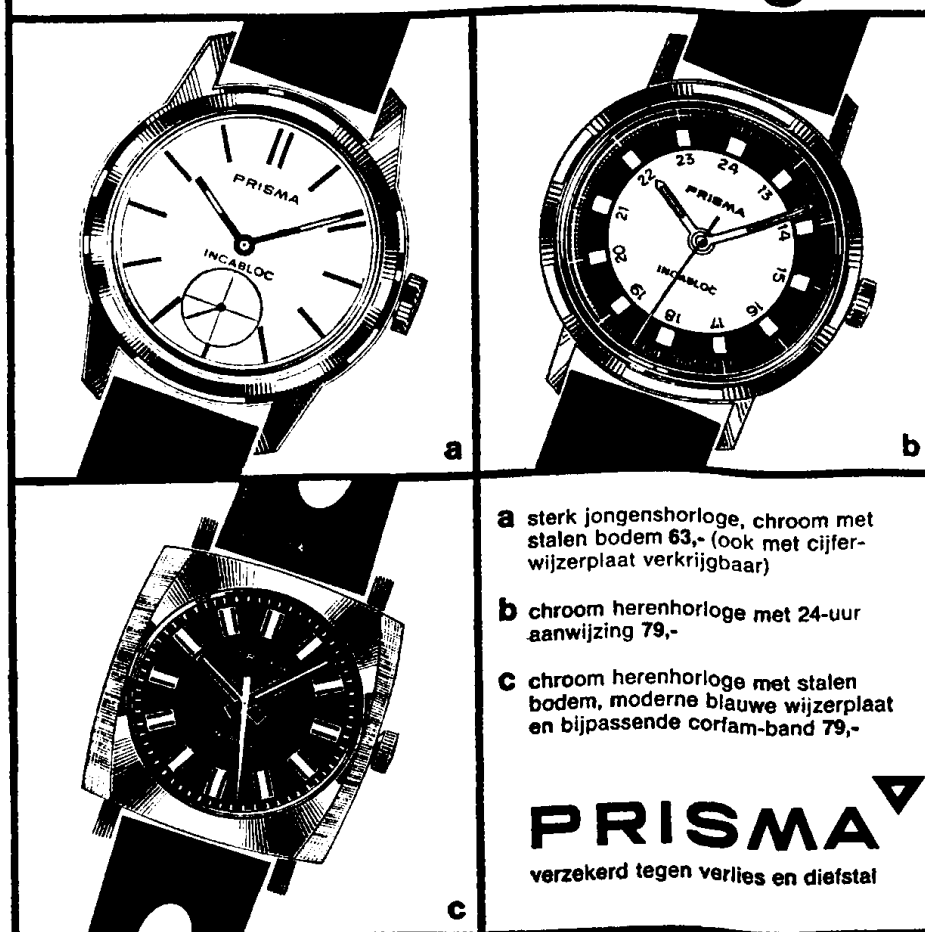 PRISMA
INCABLOC
a
23 24
22 13
PRISMA
21 14
20 15
INCABLOC
19 16
18 17
b
c
a sterk jongenshorloge, chroom met
stalen bodem 63,- (ook met cijfer-
wijzerplaat verkrijgbaar)
b chroom herenhorloge met 24-uur
aanwijzing 79,-
c chroom herenhorloge met stalen
bodem, moderne blauwe wijzerplaat
en bijpassende corfam-band 79,-
PRISMA
verzekerd tegen verlies en diefstal